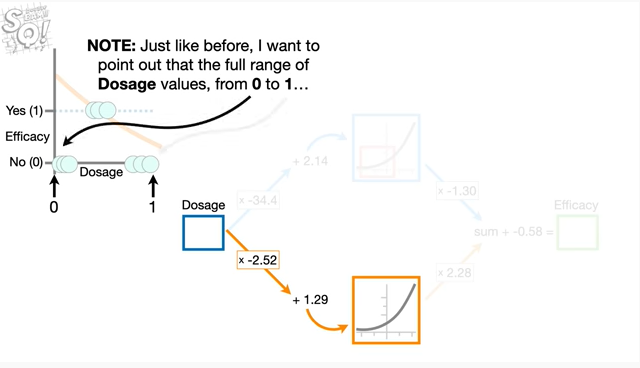 SQ!
NOTE: Just like before, I want to
point out that the full range of
Dosage values, from 0 to 1…
Yes (1)
Efficacy
No (0)
Dosage
0
1
+ 2.14
x -34.4
x -1.30
Dosage
Efficacy
sum + -0.58 =
x -2.52
x 2.28
+ 1.29